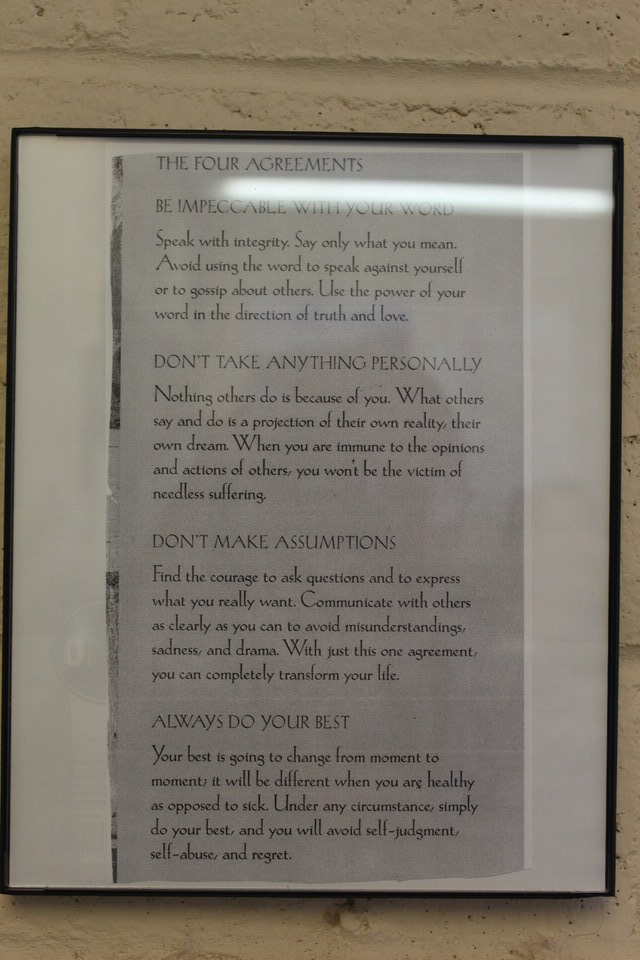 THE FOUR AGREEMENTS
BE IMPECCABLE WITH YOUR WORD
Speak with integrity. Say only what you mean.
Avoid using the word to speak against yourself
or to gossip about others. Use the power of your
word in the direction of truth and love.
DON'T TAKE ANYTHING PERSONALLY
Nothing others do is because of you. What others
say and do is a projection of their own reality, their
own dream. When you are immune to the opinions
and actions of others, you won't be the victim of
needless suffering.
DON'T MAKE ASSUMPTIONS
Find the courage to ask questions and to express
what you really want. Communicate with others
as clearly as you can to avoid misunderstandings,
sadness, and drama. With just this one agreement,
you can completely transform your life.
ALWAYS DO YOUR BEST
Your best is going to change from moment to
moment; it will be different when you are healthy
as opposed to sick. Under any circumstance, simply
do your best, and you will avoid self-judgment,
self-abuse, and regret.